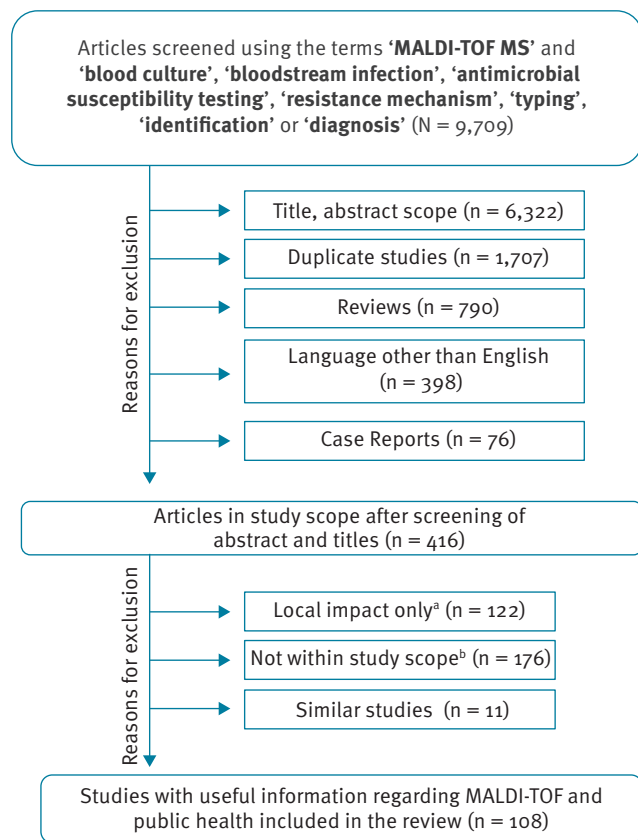 Articles screened using the terms ‘MALDI-TOF MS’ and
‘blood culture’, ‘bloodstream infection’, ‘antimicrobial
susceptibility testing’, ‘resistance mechanism’, ‘typing’,
‘identification’ or ‘diagnosis’ (N = 9,709)
Reasons for exclusion
Title, abstract scope (n = 6,322)
Duplicate studies (n = 1,707)
Reviews (n = 790)
Language other than English
(n = 398)
Case Reports (n = 76)
Articles in study scope after screening of
abstract and titles (n = 416)
Reasons for exclusion
Local impact onlyᵃ (n = 122)
Not within study scopeᵇ (n = 176)
Similar studies (n = 11)
Studies with useful information regarding MALDI-TOF and
public health included in the review (n = 108)